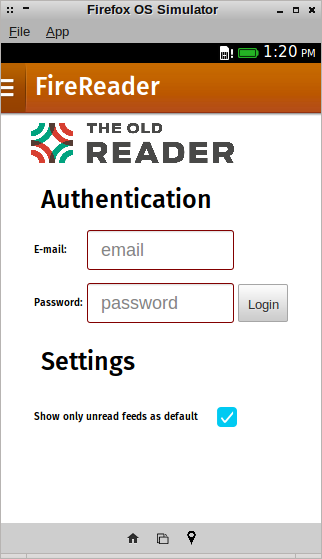 Firefox OS Simulator
File App
1:20 PM
FireReader
THE OLD
READER
Authentication
E-mail: email
Password: password Login
Settings
Show only unread feeds as default